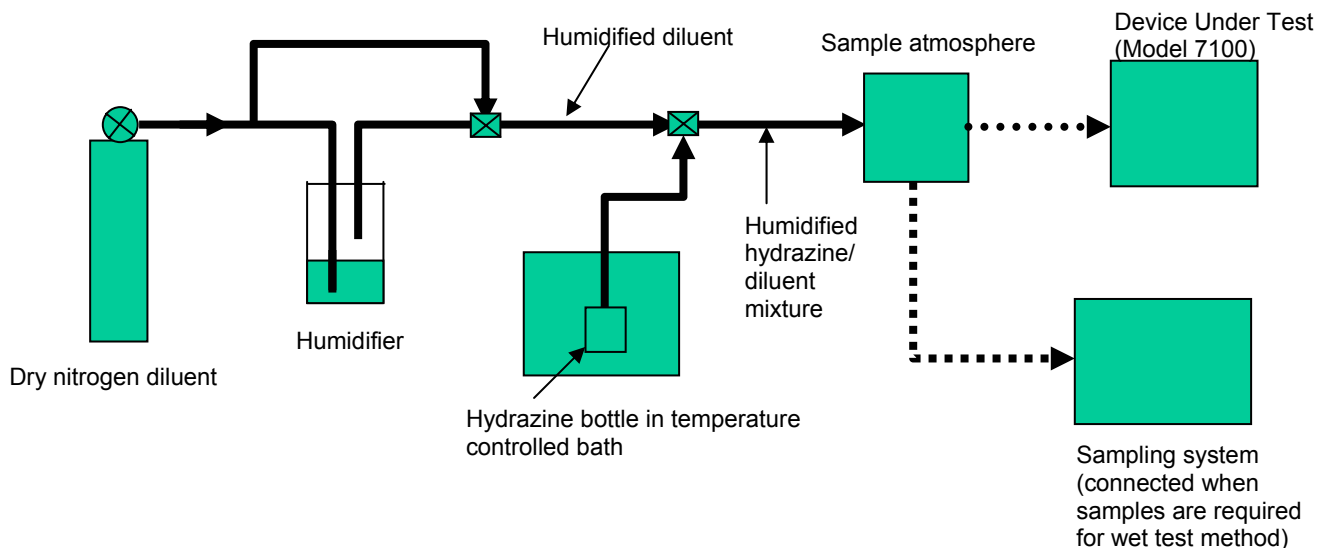 Humidified diluent
Sample atmosphere
Device Under Test
(Model 7100)
Humidifier
Dry nitrogen diluent
Hydrazine bottle in temperature
controlled bath
Humidified
hydrazine/
diluent
mixture
Sampling system
(connected when
samples are required
for wet test method)